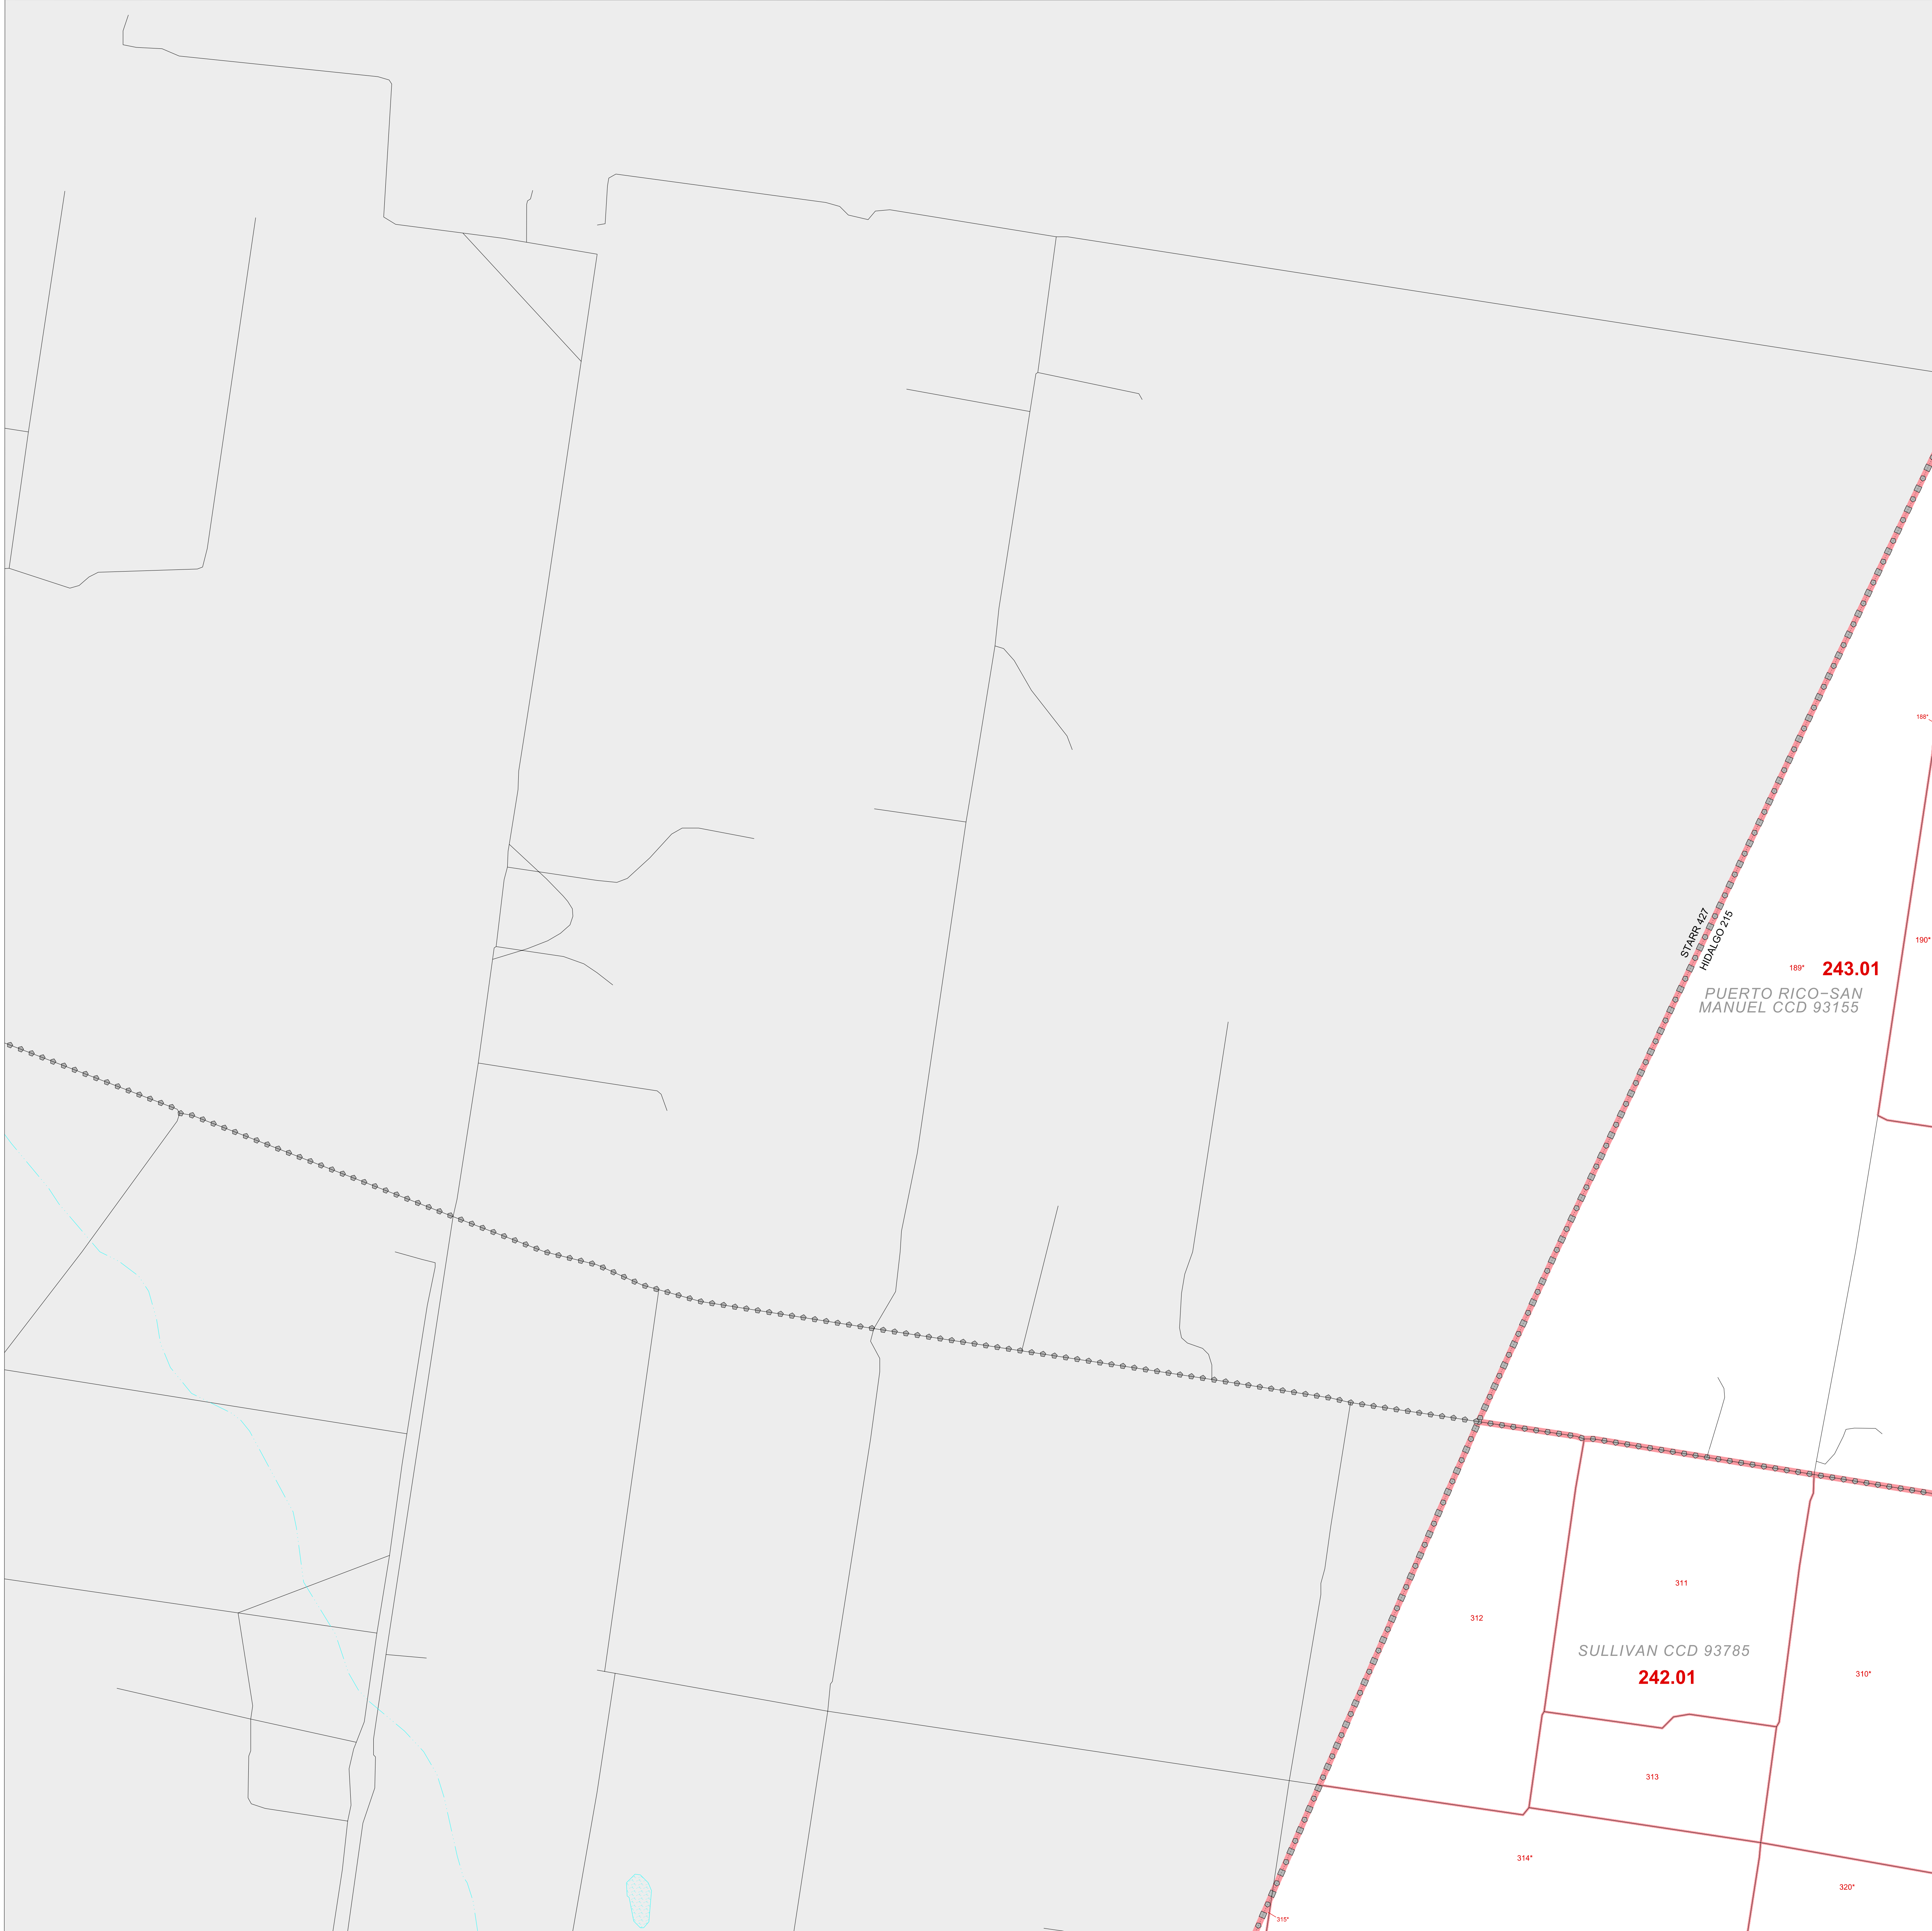 188*
STARR 427
HIDALGO 215
190*
189*
243.01
PUERTO RICO−SAN
MANUEL CCD 93155
311
312
SULLIVAN CCD 93785
310*
242.01
313
314*
320*
315*